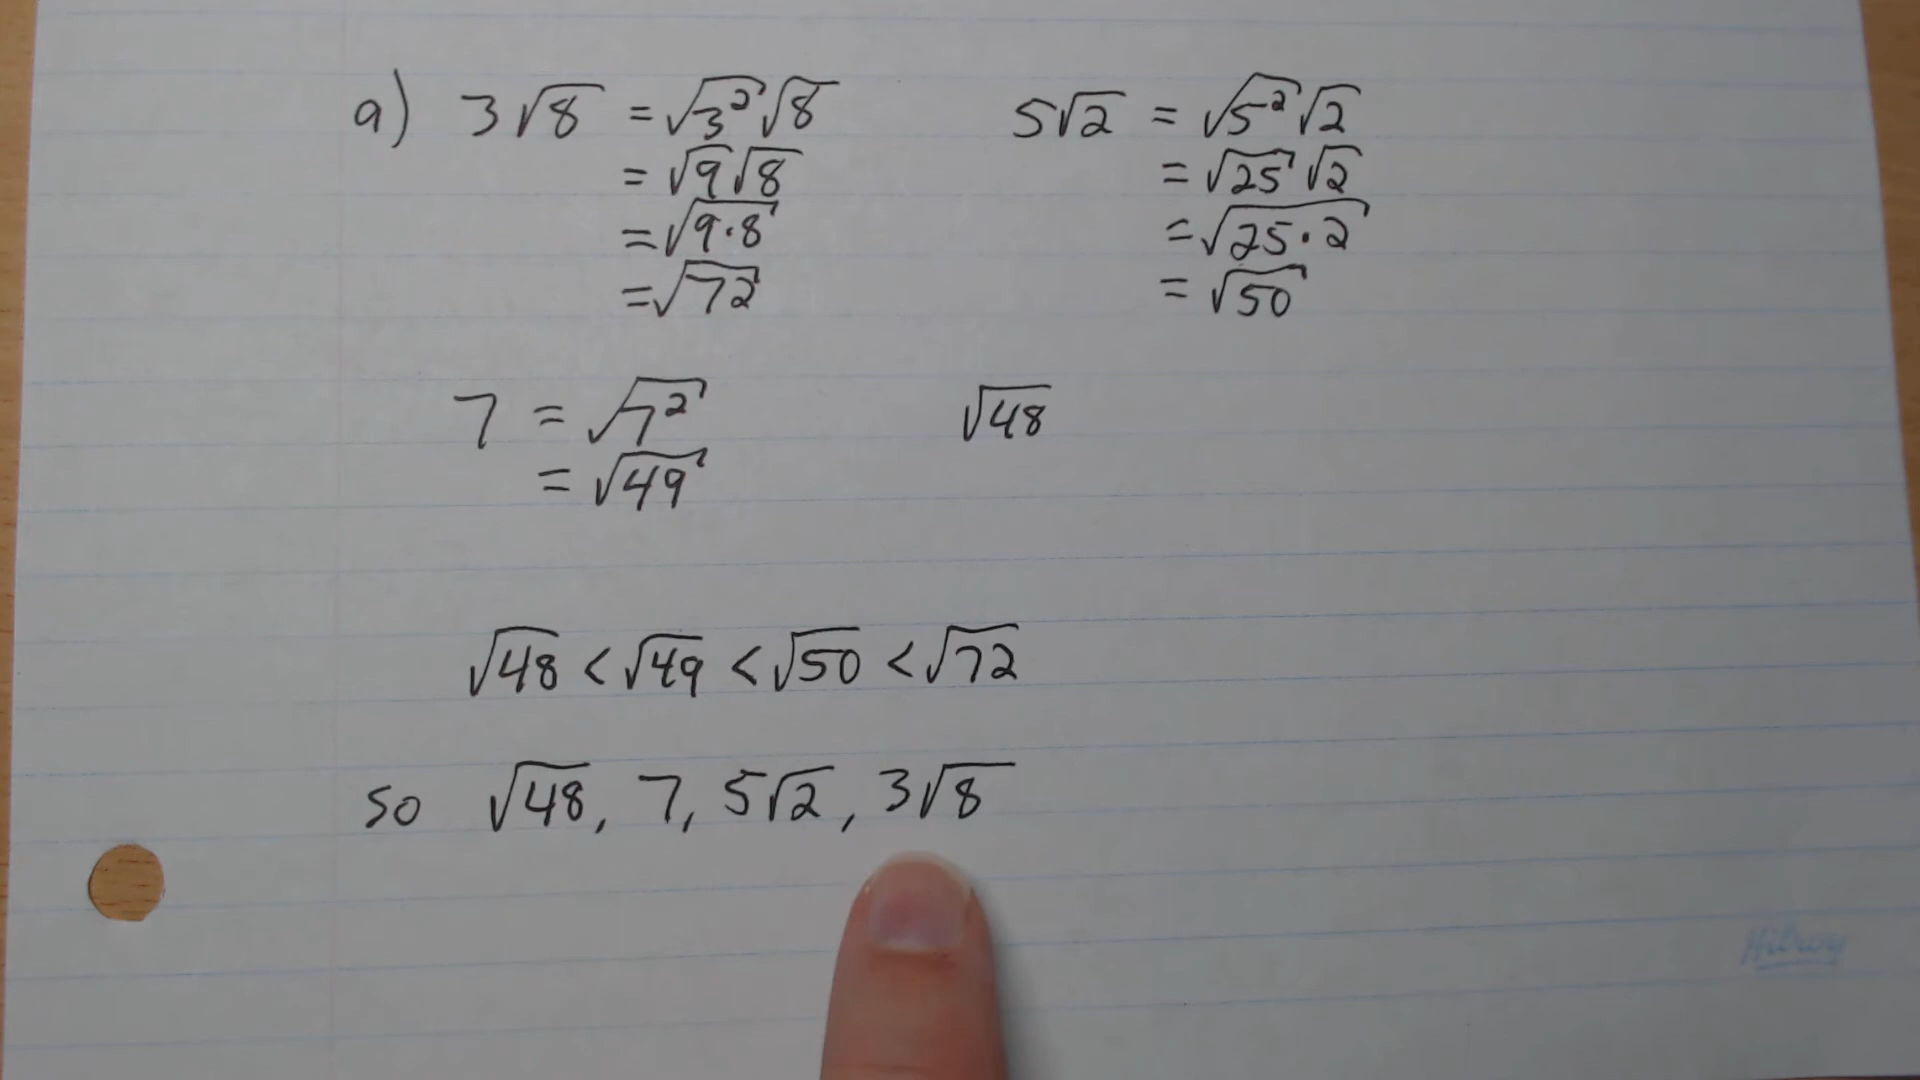 a) 3√8 = √3² √8
= √9 √8
= √9·8
= √72
5√2 = √5² √2
= √25 √2
= √25·2
= √50
7 = √7²
= √49
√48
√48 < √49 < √50 < √72
so √48, 7, 5√2, 3√8
Hilroy